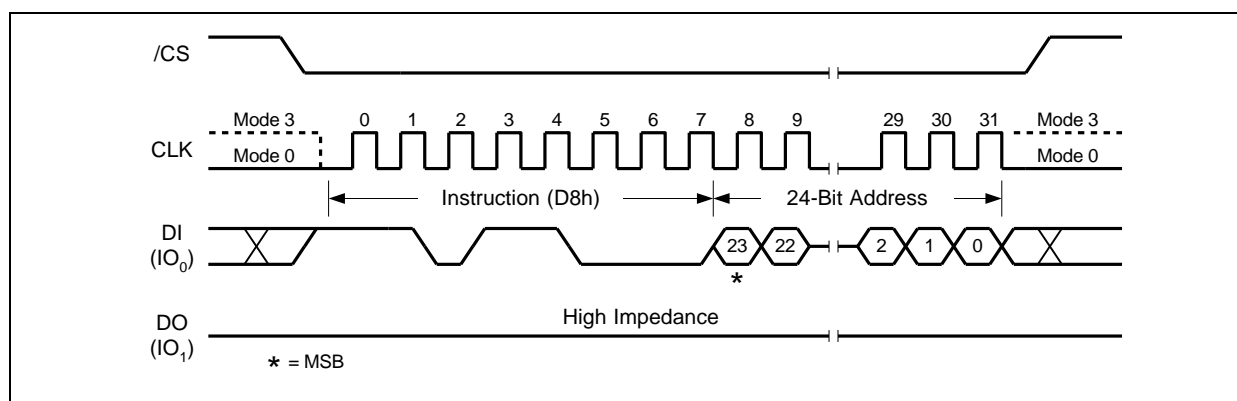 /CS
Mode 3 0 1 2 3 4 5 6 7 8 9 29 30 31 Mode 3
CLK
Mode 0 Mode 0
Instruction (D8h) 24-Bit Address
DI
(IO0)
23 22 2 1 0
*
High Impedance
DO
(IO1)
* = MSB